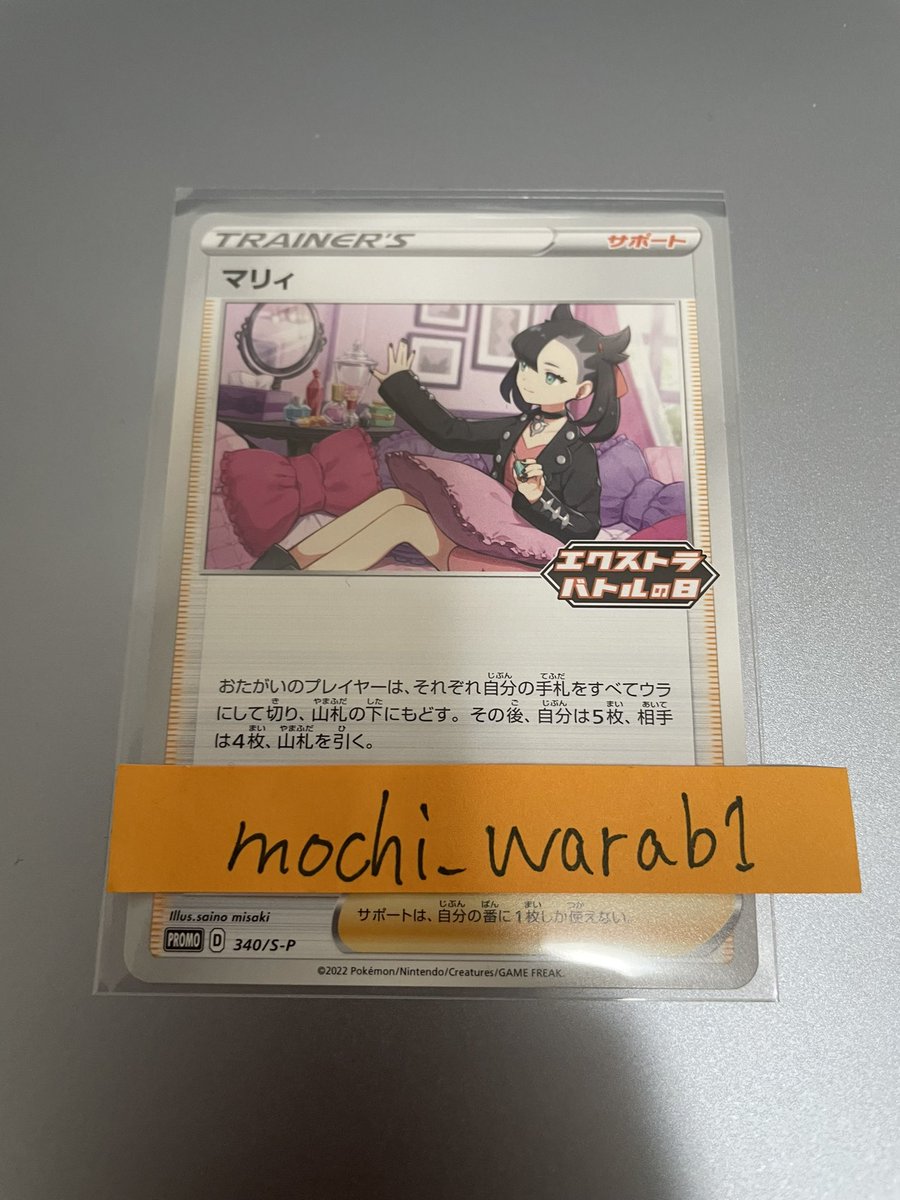 TRAINER'S サポート
マリィ
エクストラ
バトルの日
おたがいのプレイヤーは、それぞれ自分の手札をすべてウラ
にして切り、山札の下にもどす。その後、自分は5枚、相手
は4枚、山札を引く。
mochi_warab1
Illus.saino misaki
サポートは、自分の番に1枚しか使えない。
PROMO D 340/S-P
©2022 Pokémon/Nintendo/Creatures/GAME FREAK.